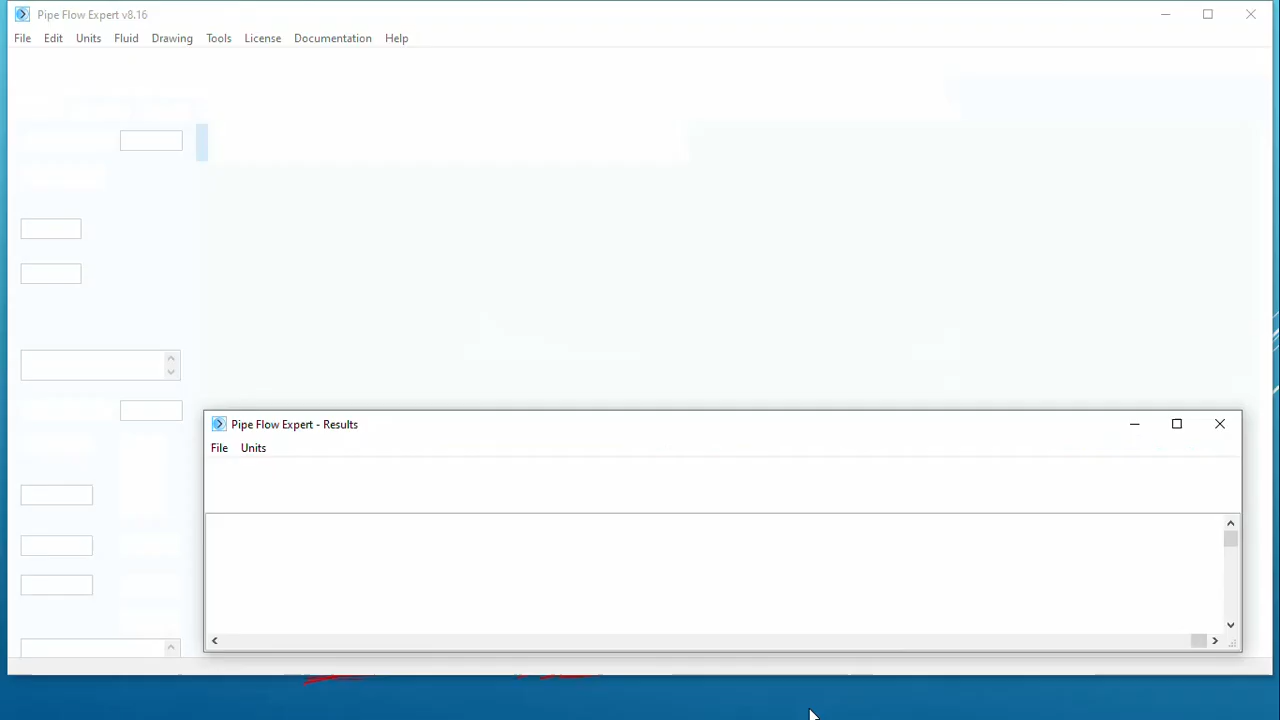 Pipe Flow Expert v8.16
File Edit Units Fluid Drawing Tools License Documentation Help
Pipe Flow Expert - Results
File Units